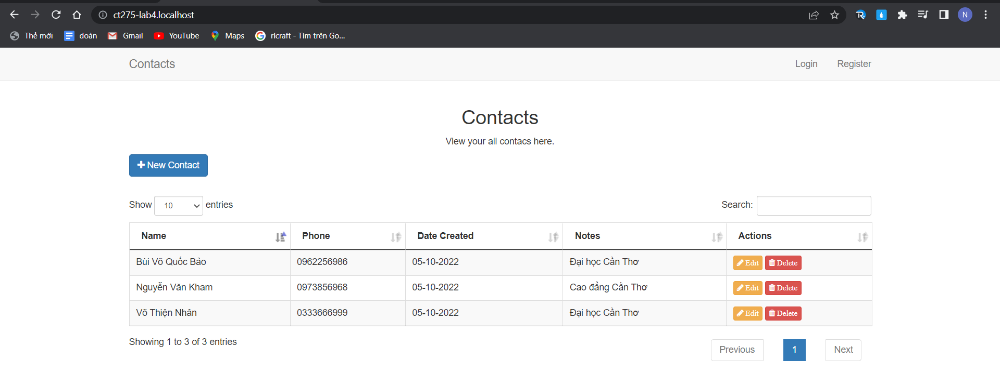 ct275-lab4.localhost
N
Thẻ mới doàn Gmail YouTube Maps rlcraft - Tìm trên Go...
Contacts Login Register
Contacts
View your all contacs here.
New Contact
Show 10 entries Search:
Name Phone Date Created Notes Actions
Bùi Võ Quốc Bảo 0962256986 05-10-2022 Đại học Cần Thơ Edit Delete
Nguyễn Văn Kham 0973856968 05-10-2022 Cao đẳng Cần Thơ Edit Delete
Võ Thiện Nhân 0333666999 05-10-2022 Đại học Cần Thơ Edit Delete
Showing 1 to 3 of 3 entries Previous 1 Next